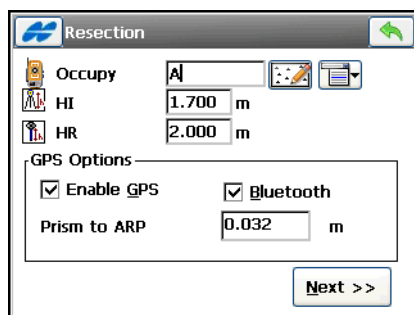 Resection
Occupy A
HI 1.700 m
HR 2.000 m
GPS Options
Enable GPS Bluetooth
Prism to ARP 0.032 m
Next >>